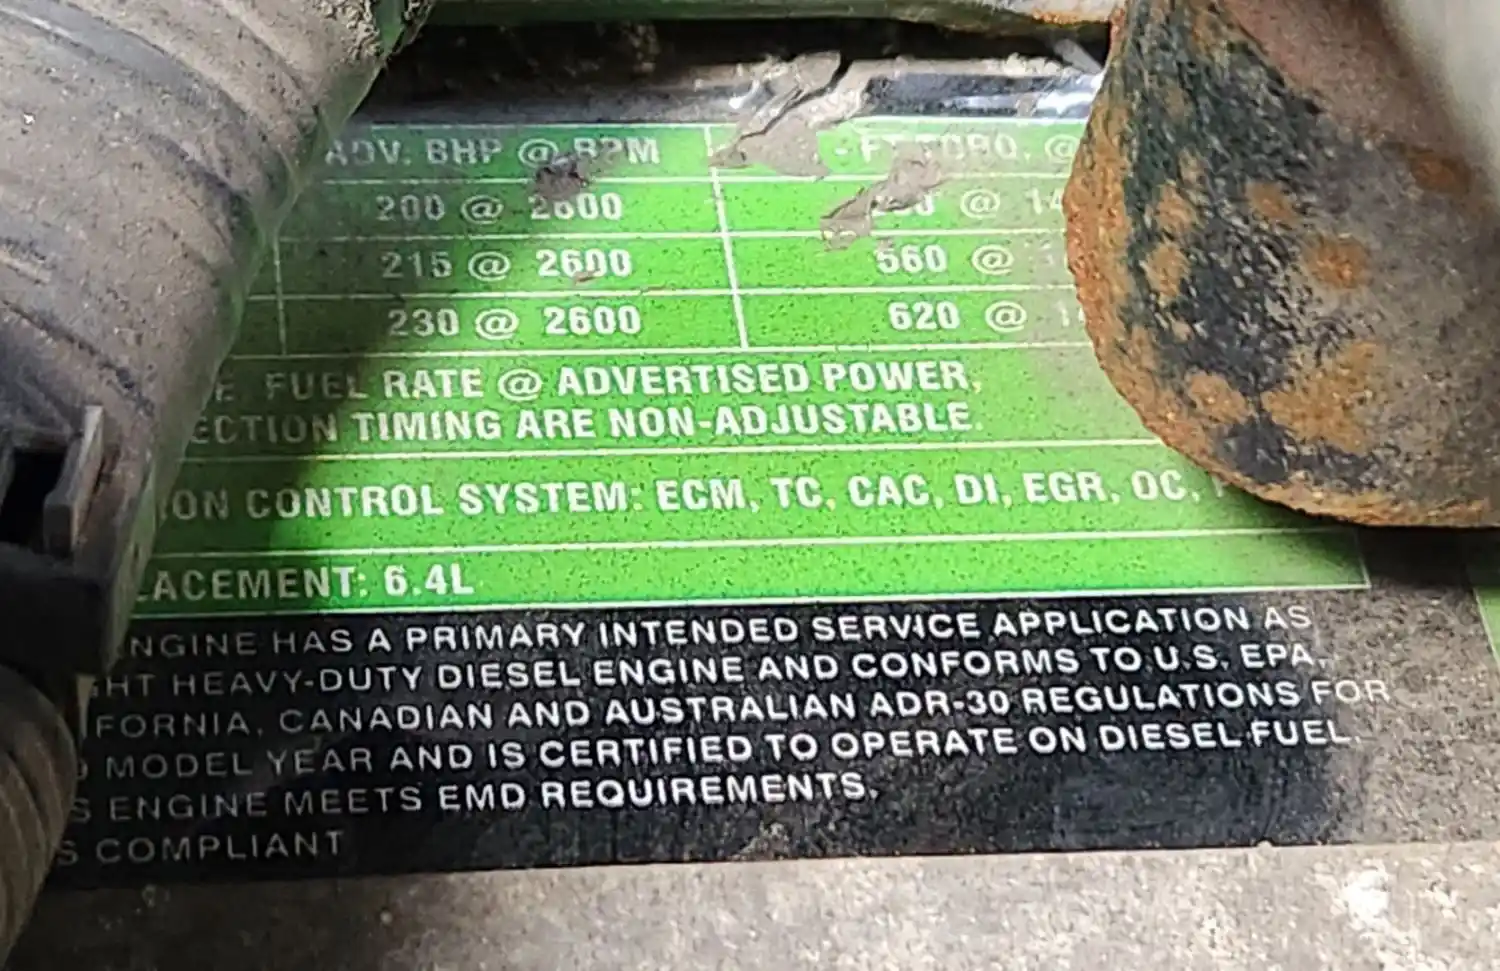 ADV. BHP @ RPM
200 @ 2600 @ 14
215 @ 2600 560 @
230 @ 2600 620 @
FUEL RATE @ ADVERTISED POWER,
ECTION TIMING ARE NON-ADJUSTABLE.
ON CONTROL SYSTEM: ECM, TC, CAC, DI, EGR, OC,
LACEMENT: 6.4L
NGINE HAS A PRIMARY INTENDED SERVICE APPLICATION AS
HT HEAVY-DUTY DIESEL ENGINE AND CONFORMS TO U.S. EPA,
IFORNIA, CANADIAN AND AUSTRALIAN ADR-30 REGULATIONS FOR
MODEL YEAR AND IS CERTIFIED TO OPERATE ON DIESEL FUEL.
S ENGINE MEETS EMD REQUIREMENTS.
S COMPLIANT